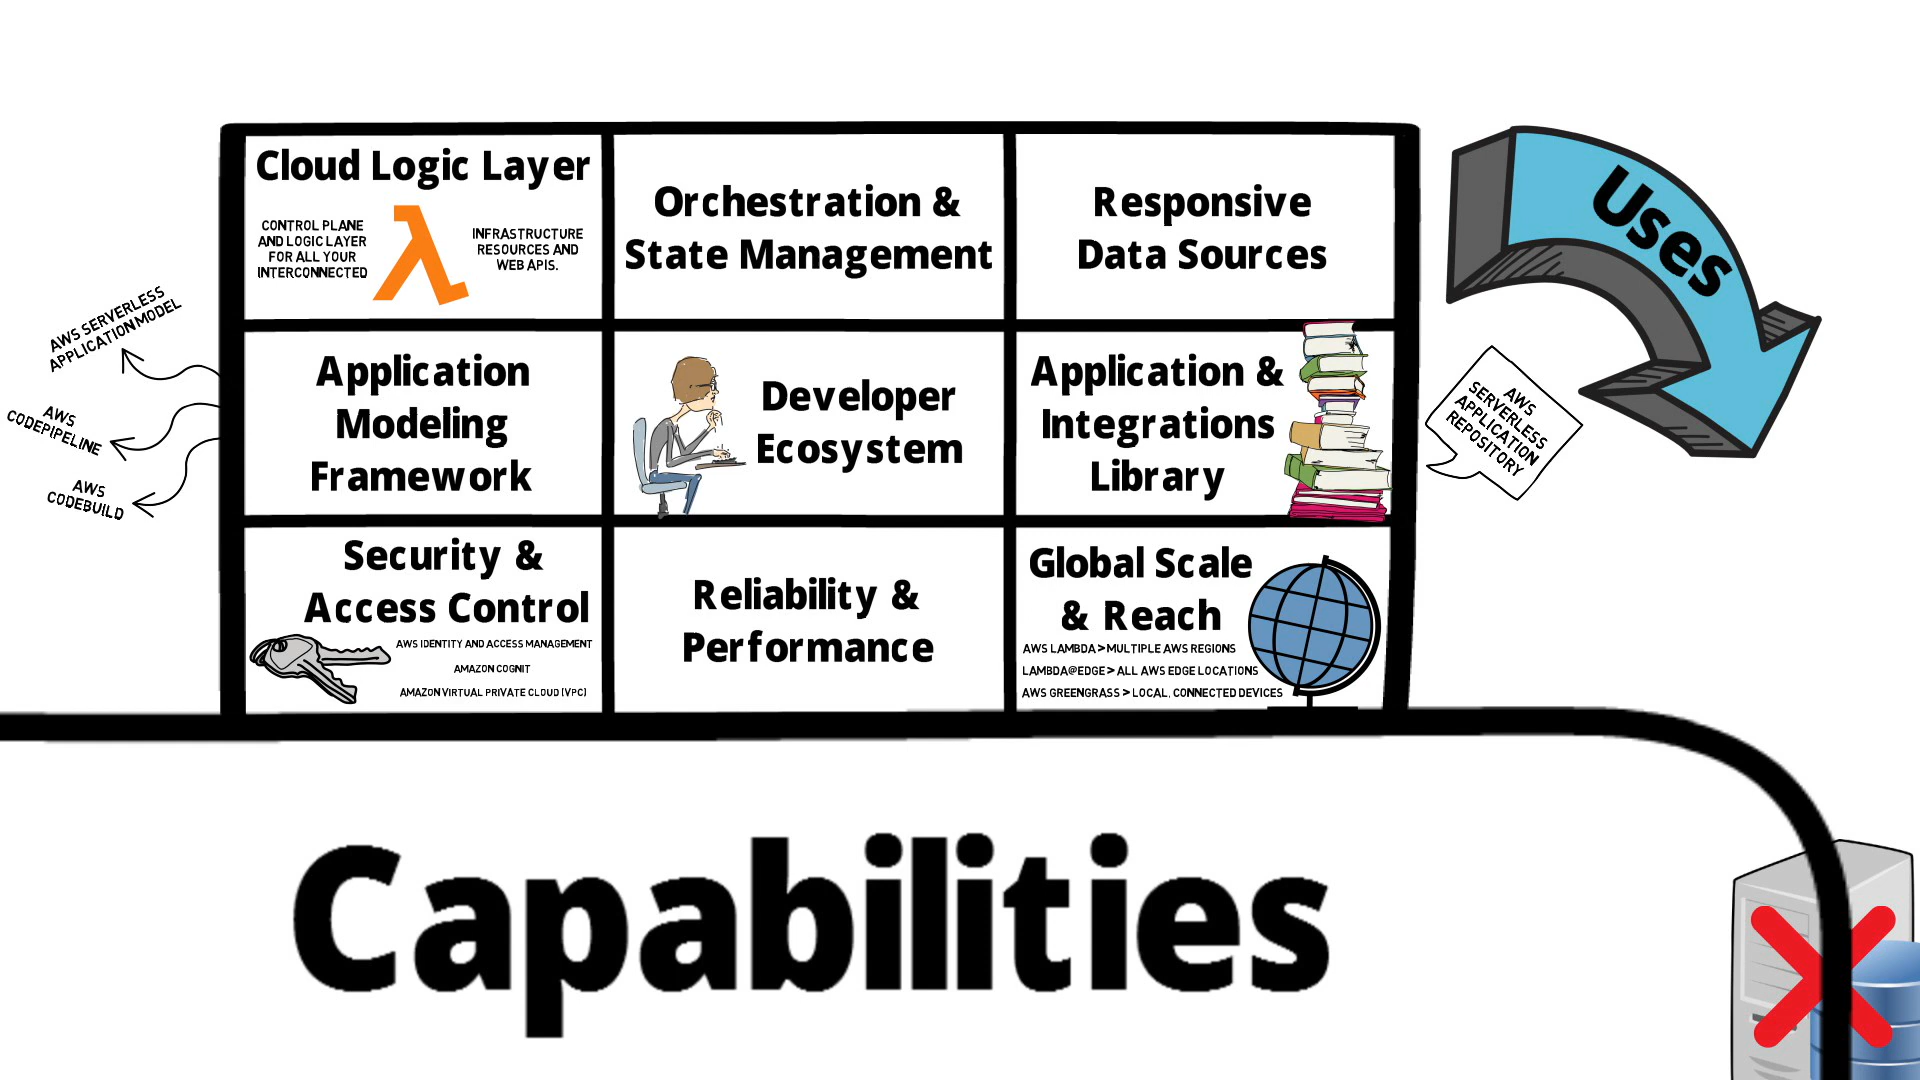 Cloud Logic Layer
CONTROL PLANE
AND LOGIC LAYER
FOR ALL YOUR
INTERCONNECTED
INFRASTRUCTURE
RESOURCES AND
WEB APIS.
Orchestration &
State Management
Responsive
Data Sources
Uses
AWS SERVERLESS
APPLICATION MODEL
AWS
CODEPIPELINE
AWS
CODEBUILD
Application
Modeling
Framework
Developer
Ecosystem
Application &
Integrations
Library
AWS
SERVERLESS
APPLICATION
REPOSITORY
Security &
Access Control
AWS IDENTITY AND ACCESS MANAGEMENT
AMAZON COGNIT
AMAZON VIRTUAL PRIVATE CLOUD (VPC)
Reliability &
Performance
Global Scale
& Reach
AWS LAMBDA > MULTIPLE AWS REGIONS
LAMBDA@EDGE > ALL AWS EDGE LOCATIONS
AWS GREENGRASS > LOCAL, CONNECTED DEVICES
Capabilities